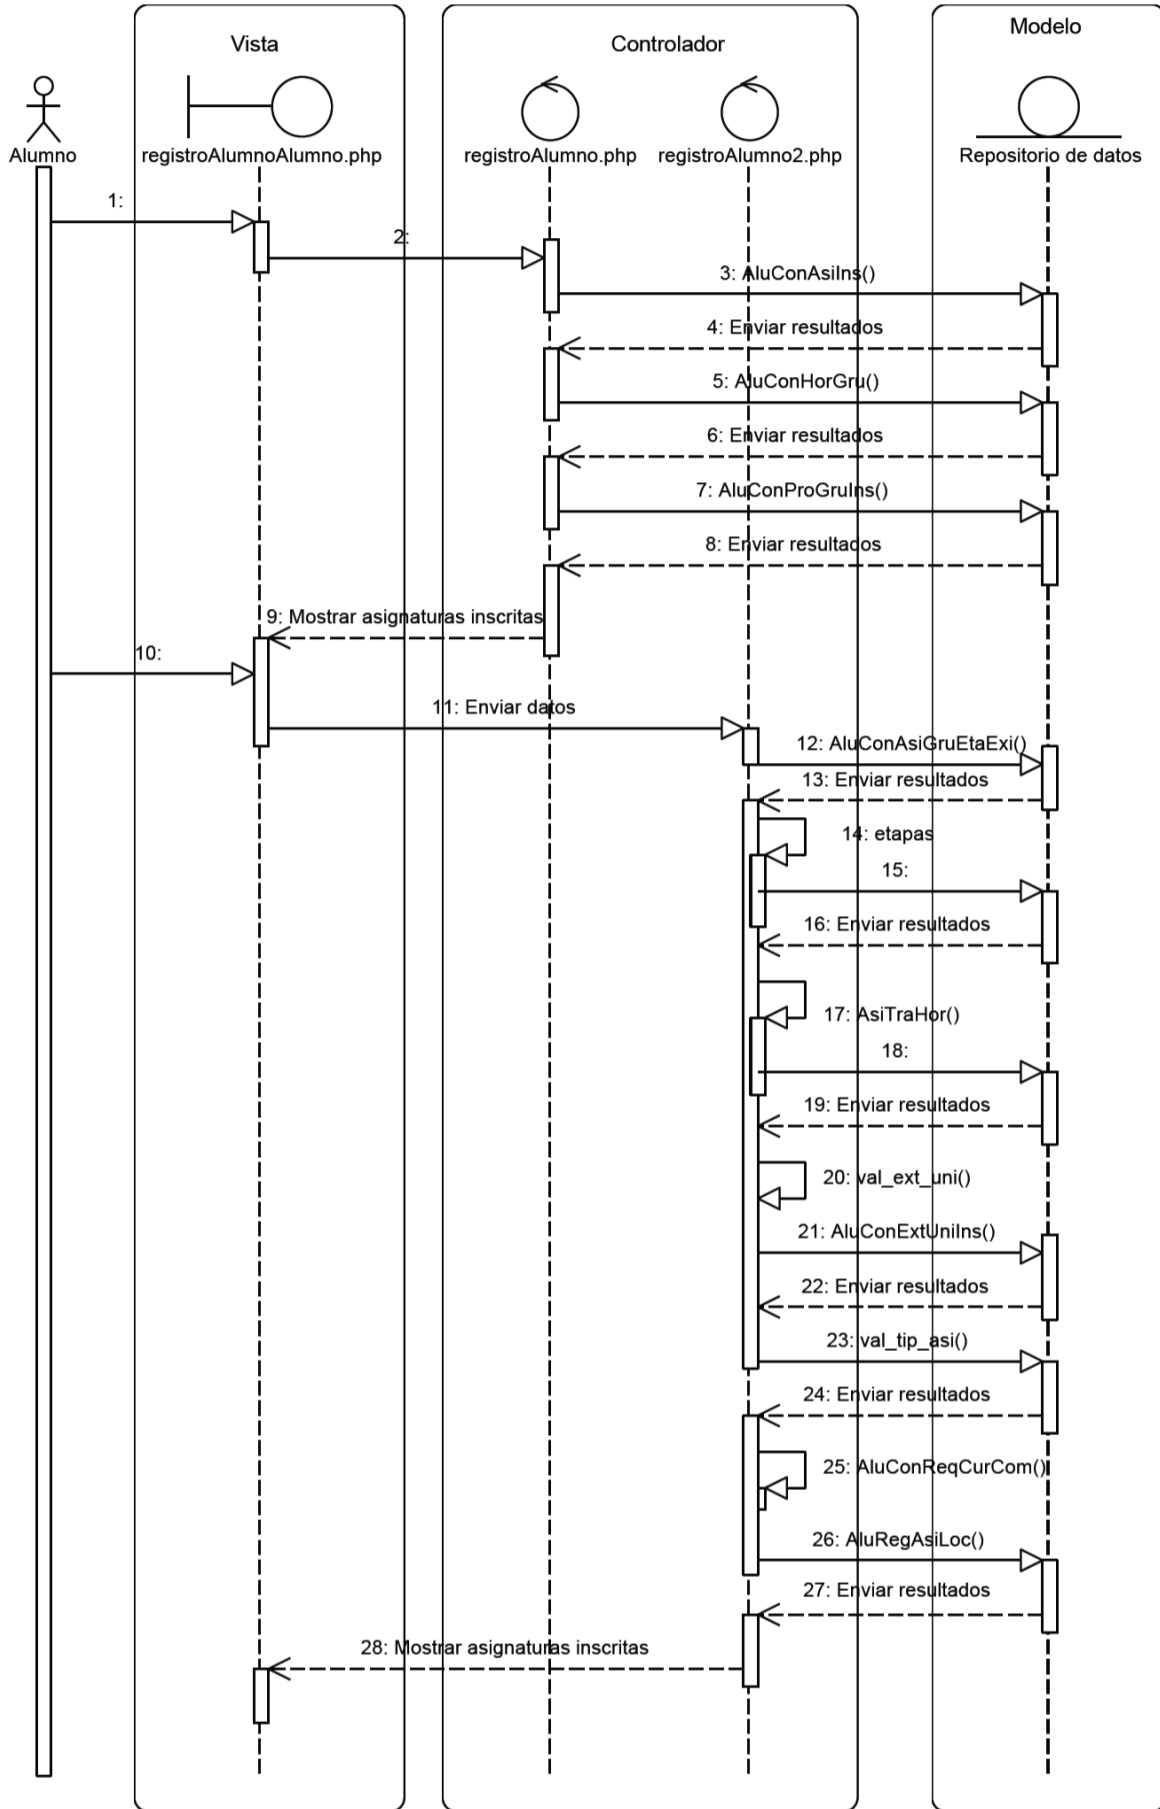 Vista
Controlador
Modelo
Alumno
registroAlumnoAlumno.php
registroAlumno.php
registroAlumno2.php
Repositorio de datos
1:
2:
3: AluConAsiIns()
4: Enviar resultados
5: AluConHorGru()
6: Enviar resultados
7: AluConProGruIns()
8: Enviar resultados
9: Mostrar asignaturas inscritas
10:
11: Enviar datos
12: AluConAsiGruEtaExi()
13: Enviar resultados
14: etapas
15:
16: Enviar resultados
17: AsiTraHor()
18:
19: Enviar resultados
20: val_ext_uni()
21: AluConExtUniIns()
22: Enviar resultados
23: val_tip_asi()
24: Enviar resultados
25: AluConReqCurCom()
26: AluRegAsiLoc()
27: Enviar resultados
28: Mostrar asignaturas inscritas